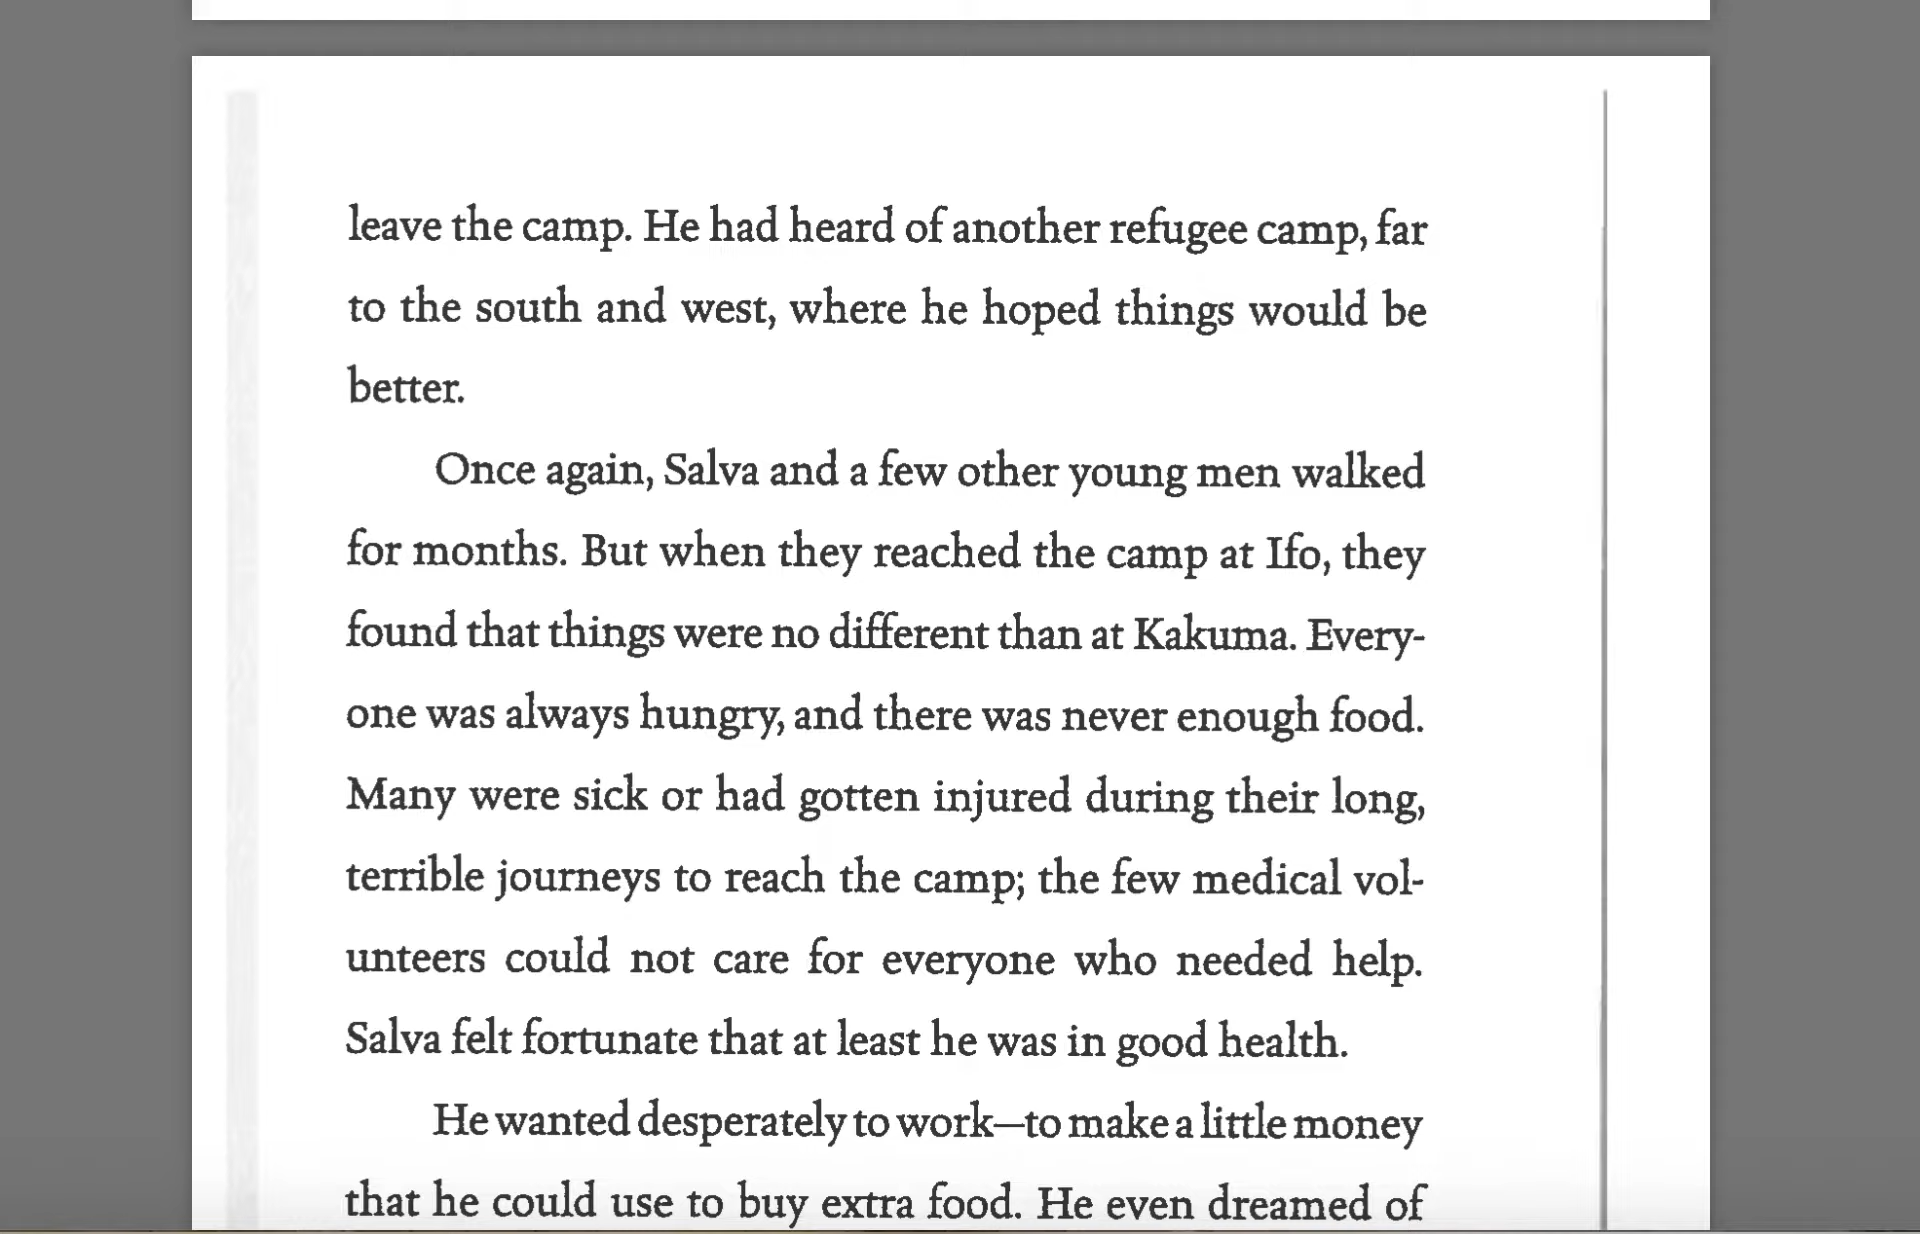 leave the camp. He had heard of another refugee camp, far
to the south and west, where he hoped things would be
better.
Once again, Salva and a few other young men walked
for months. But when they reached the camp at Ifo, they
found that things were no different than at Kakuma. Every-
one was always hungry, and there was never enough food.
Many were sick or had gotten injured during their long,
terrible journeys to reach the camp; the few medical vol-
unteers could not care for everyone who needed help.
Salva felt fortunate that at least he was in good health.
He wanted desperately to work—to make a little money
that he could use to buy extra food. He even dreamed of